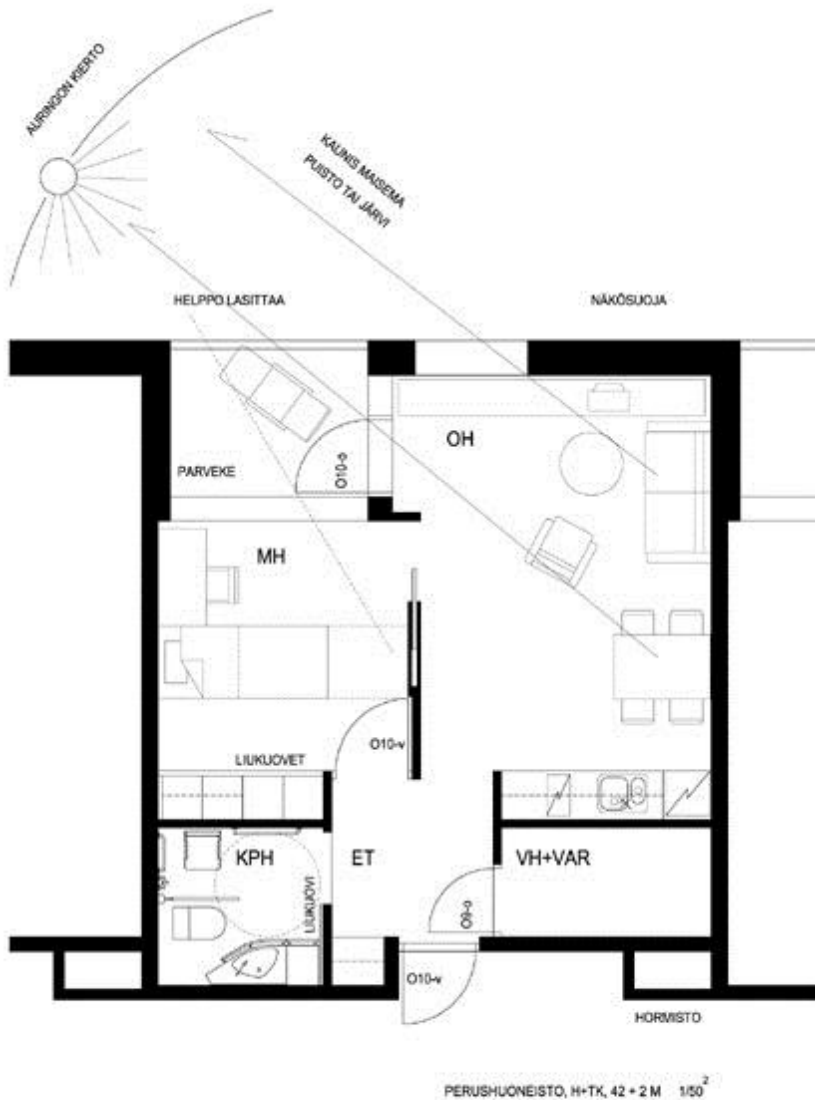 AURINGON KIERTO
KAUNIS MAISEMA
PUISTO TAI JÄRVI
HELPPO LASITTAA
NÄKÖSUOJA
OH
O10-o
PARVEKE
MH
O10-v
LIUKUOVET
KPH
ET
VH+VAR
LIUKUOVI
O9-o
O10-v
HORMISTO
PERUSHUONEISTO, H+TK, 42 + 2 M 1/50 2